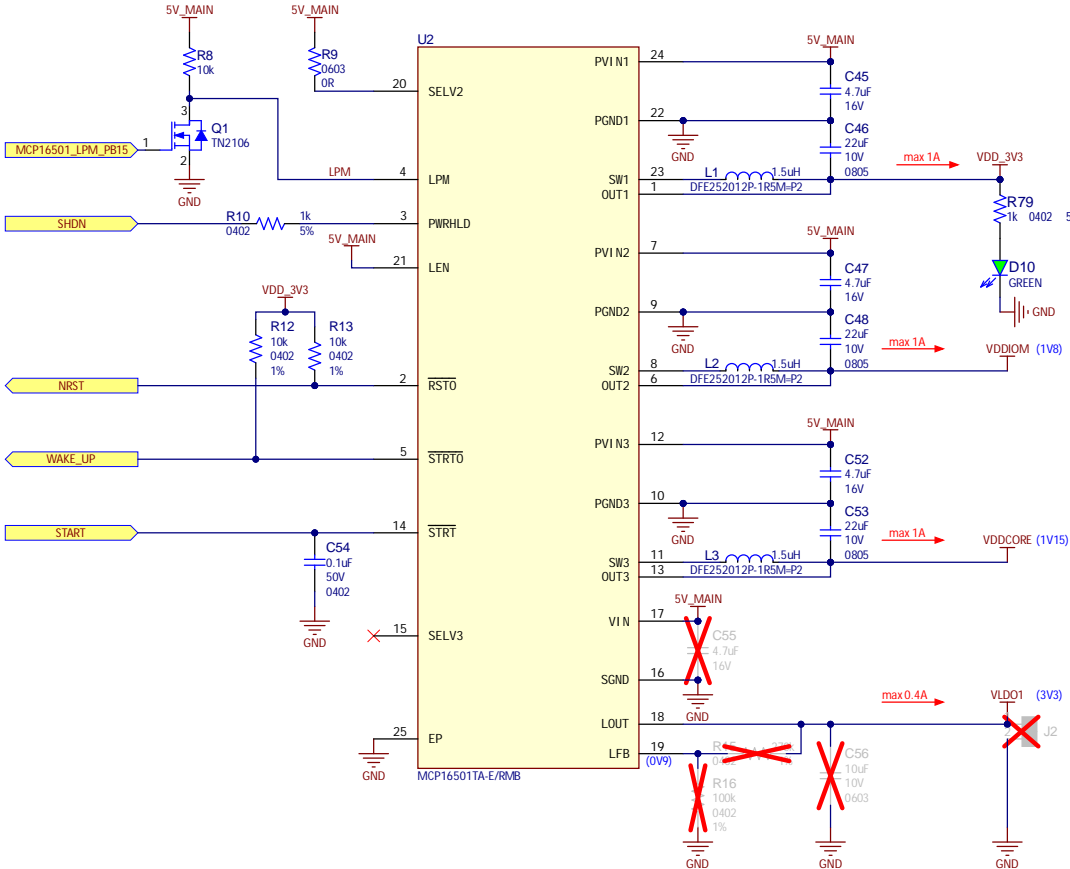 5V_MAIN
R8
10k
3
Q1
TN2106
MCP16501_LPM_PB15
1
2
GND
5V_MAIN
R9
0603
0R
LPM
SHDN
R10
0402
1k
5%
5V_MAIN
VDD_3V3
R12
10k
0402
1%
R13
10k
0402
1%
NRST
WAKE_UP
START
C54
0.1uF
50V
0402
GND
GND
U2
20 SELV2
4 LPM
3 PWRHLD
21 LEN
2 RSTO
5 STRTO
14 STRT
15 SELV3
25 EP
MCP16501TA-E/RMB
PVIN1 24
PGND1 22
SW1 23
OUT1 1
PVIN2 7
PGND2 9
SW2 8
OUT2 6
PVIN3 12
PGND3 10
SW3 11
OUT3 13
VIN 17
SGND 16
LOUT 18
LFB 19
(0V9)
5V_MAIN
C45
4.7uF
16V
GND
C46
22uF
10V
0805
L1 1.5uH
DFE252012P-1R5M=P2
max 1A
VDD_3V3
R79
1k 0402 5
D10
GREEN
GND
5V_MAIN
C47
4.7uF
16V
GND
C48
22uF
10V
0805
L2 1.5uH
DFE252012P-1R5M=P2
max 1A
VDDIOM (1V8)
5V_MAIN
C52
4.7uF
16V
GND
C53
22uF
10V
0805
L3 1.5uH
DFE252012P-1R5M=P2
max 1A
VDDCORE (1V15)
5V_MAIN
C55
4.7uF
16V
GND
max 0.4A
VLDO1 (3V3)
J2
R16
100k
0402
1%
GND
C56
10uF
10V
0603
GND
GND